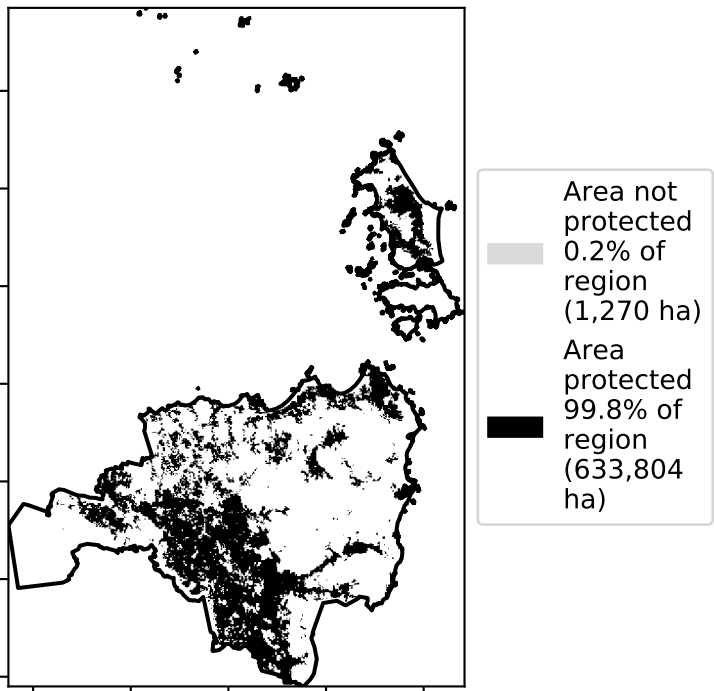 Area not
protected
0.2% of
region
(1,270 ha)
Area
protected
99.8% of
region
(633,804
ha)